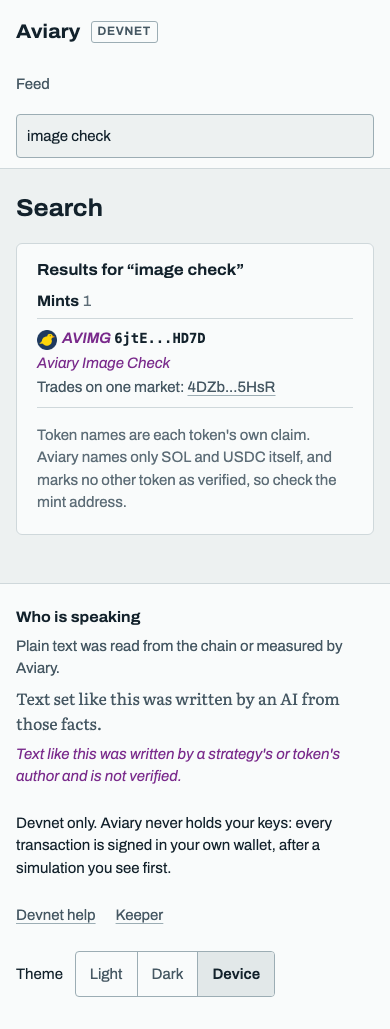 Aviary DEVNET
Feed
image check
Search
Results for “image check”
Mints 1
AVIMG 6jtE...HD7D
Aviary Image Check
Trades on one market: 4DZb...5HsR
Token names are each token's own claim.
Aviary names only SOL and USDC itself, and
marks no other token as verified, so check the
mint address.
Who is speaking
Plain text was read from the chain or measured by
Aviary.
Text set like this was written by an AI from
those facts.
Text like this was written by a strategy's or token's
author and is not verified.
Devnet only. Aviary never holds your keys: every
transaction is signed in your own wallet, after a
simulation you see first.
Devnet help Keeper
Theme Light Dark Device